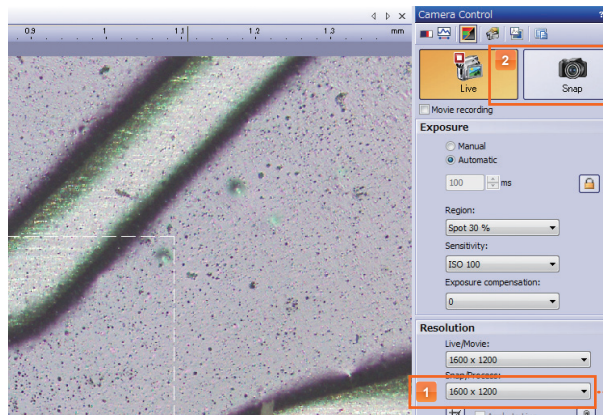 Camera Control ?
0.9 1 1.1 1.2 1.3 mm
2
Live Snap
Movie recording
Exposure
Manual
Automatic
100 ms
Region:
Spot 30 %
Sensitivity:
ISO 100
Exposure compensation:
0
Resolution
Live/Movie:
1600 x 1200
Snap/Process:
1 1600 x 1200